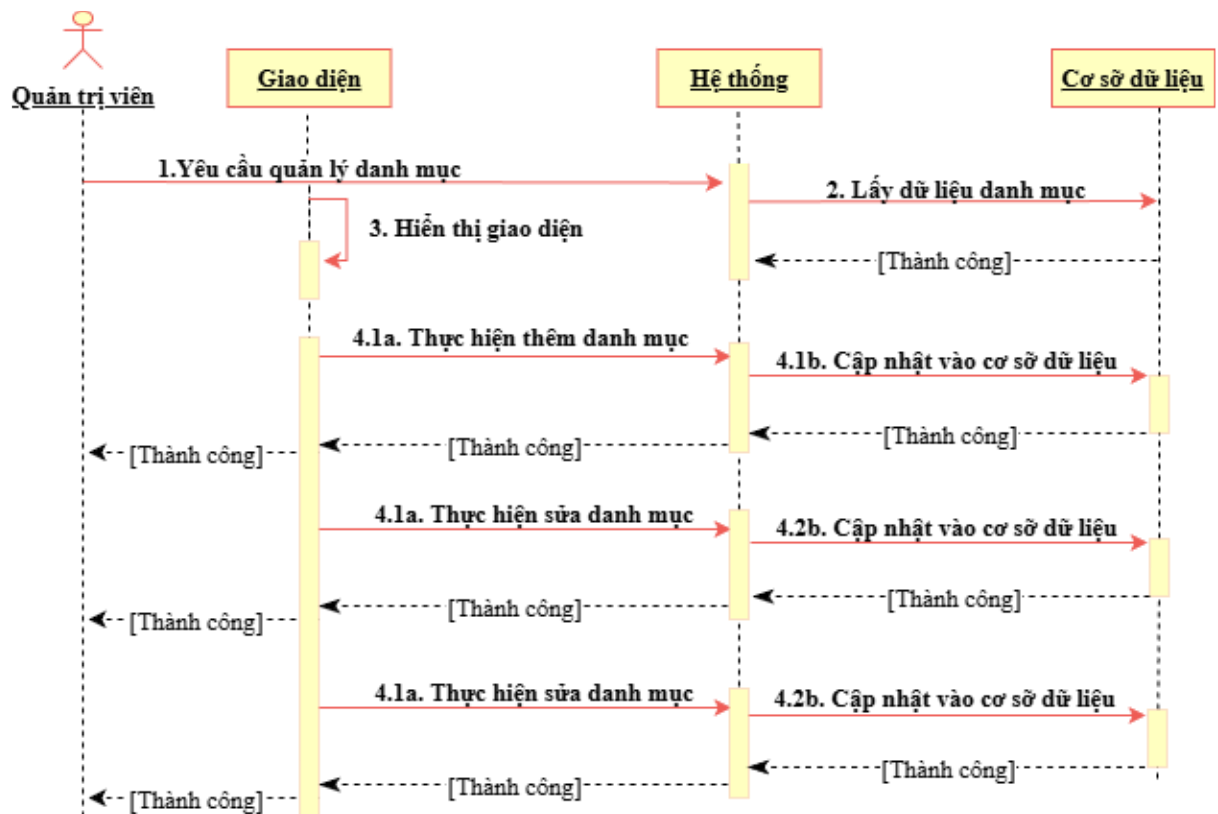 Quản trị viên
Giao diện
Hệ thống
Cơ sỡ dữ liệu
1.Yêu cầu quản lý danh mục
2. Lấy dữ liệu danh mục
3. Hiển thị giao diện
[Thành công]
4.1a. Thực hiện thêm danh mục
4.1b. Cập nhật vào cơ sỡ dữ liệu
[Thành công]
[Thành công]
[Thành công]
4.1a. Thực hiện sửa danh mục
4.2b. Cập nhật vào cơ sỡ dữ liệu
[Thành công]
[Thành công]
[Thành công]
4.1a. Thực hiện sửa danh mục
4.2b. Cập nhật vào cơ sỡ dữ liệu
[Thành công]
[Thành công]
[Thành công]